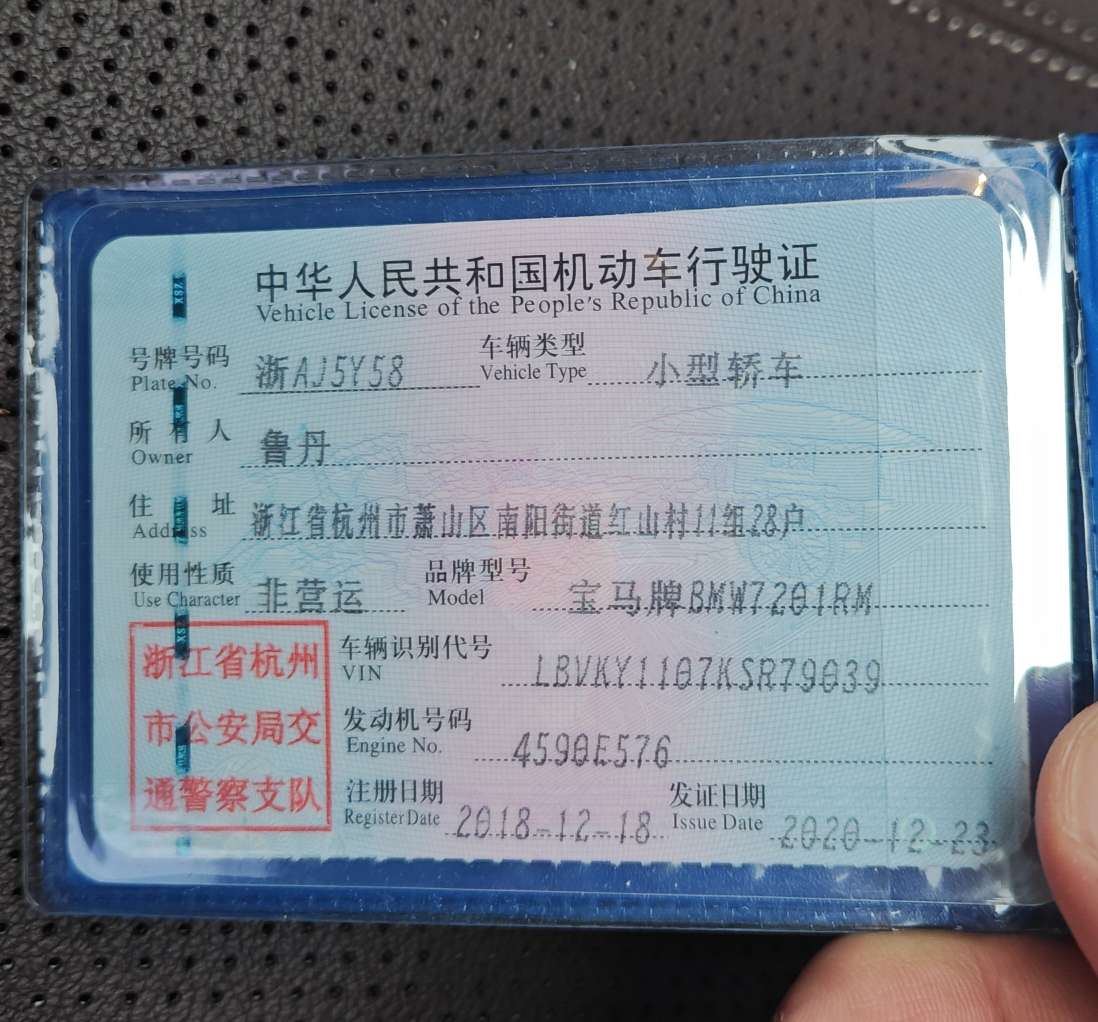 中华人民共和国机动车行驶证
Vehicle License of the People's Republic of China
号牌号码 浙AJ5Y58 车辆类型 小型轿车
Plate No. Vehicle Type
所有人 鲁丹
Owner
住址 浙江省杭州市萧山区南阳街道红山村11组28户
Address
使用性质 非营运 品牌型号 宝马牌BMW7201RM
Use Character Model
浙江省杭州
市公安局交
通警察支队
车辆识别代号 LBVKY1107KSR79039
VIN
发动机号码 4590E576
Engine No.
注册日期 2018-12-18 发证日期 2020-12-23
Register Date Issue Date